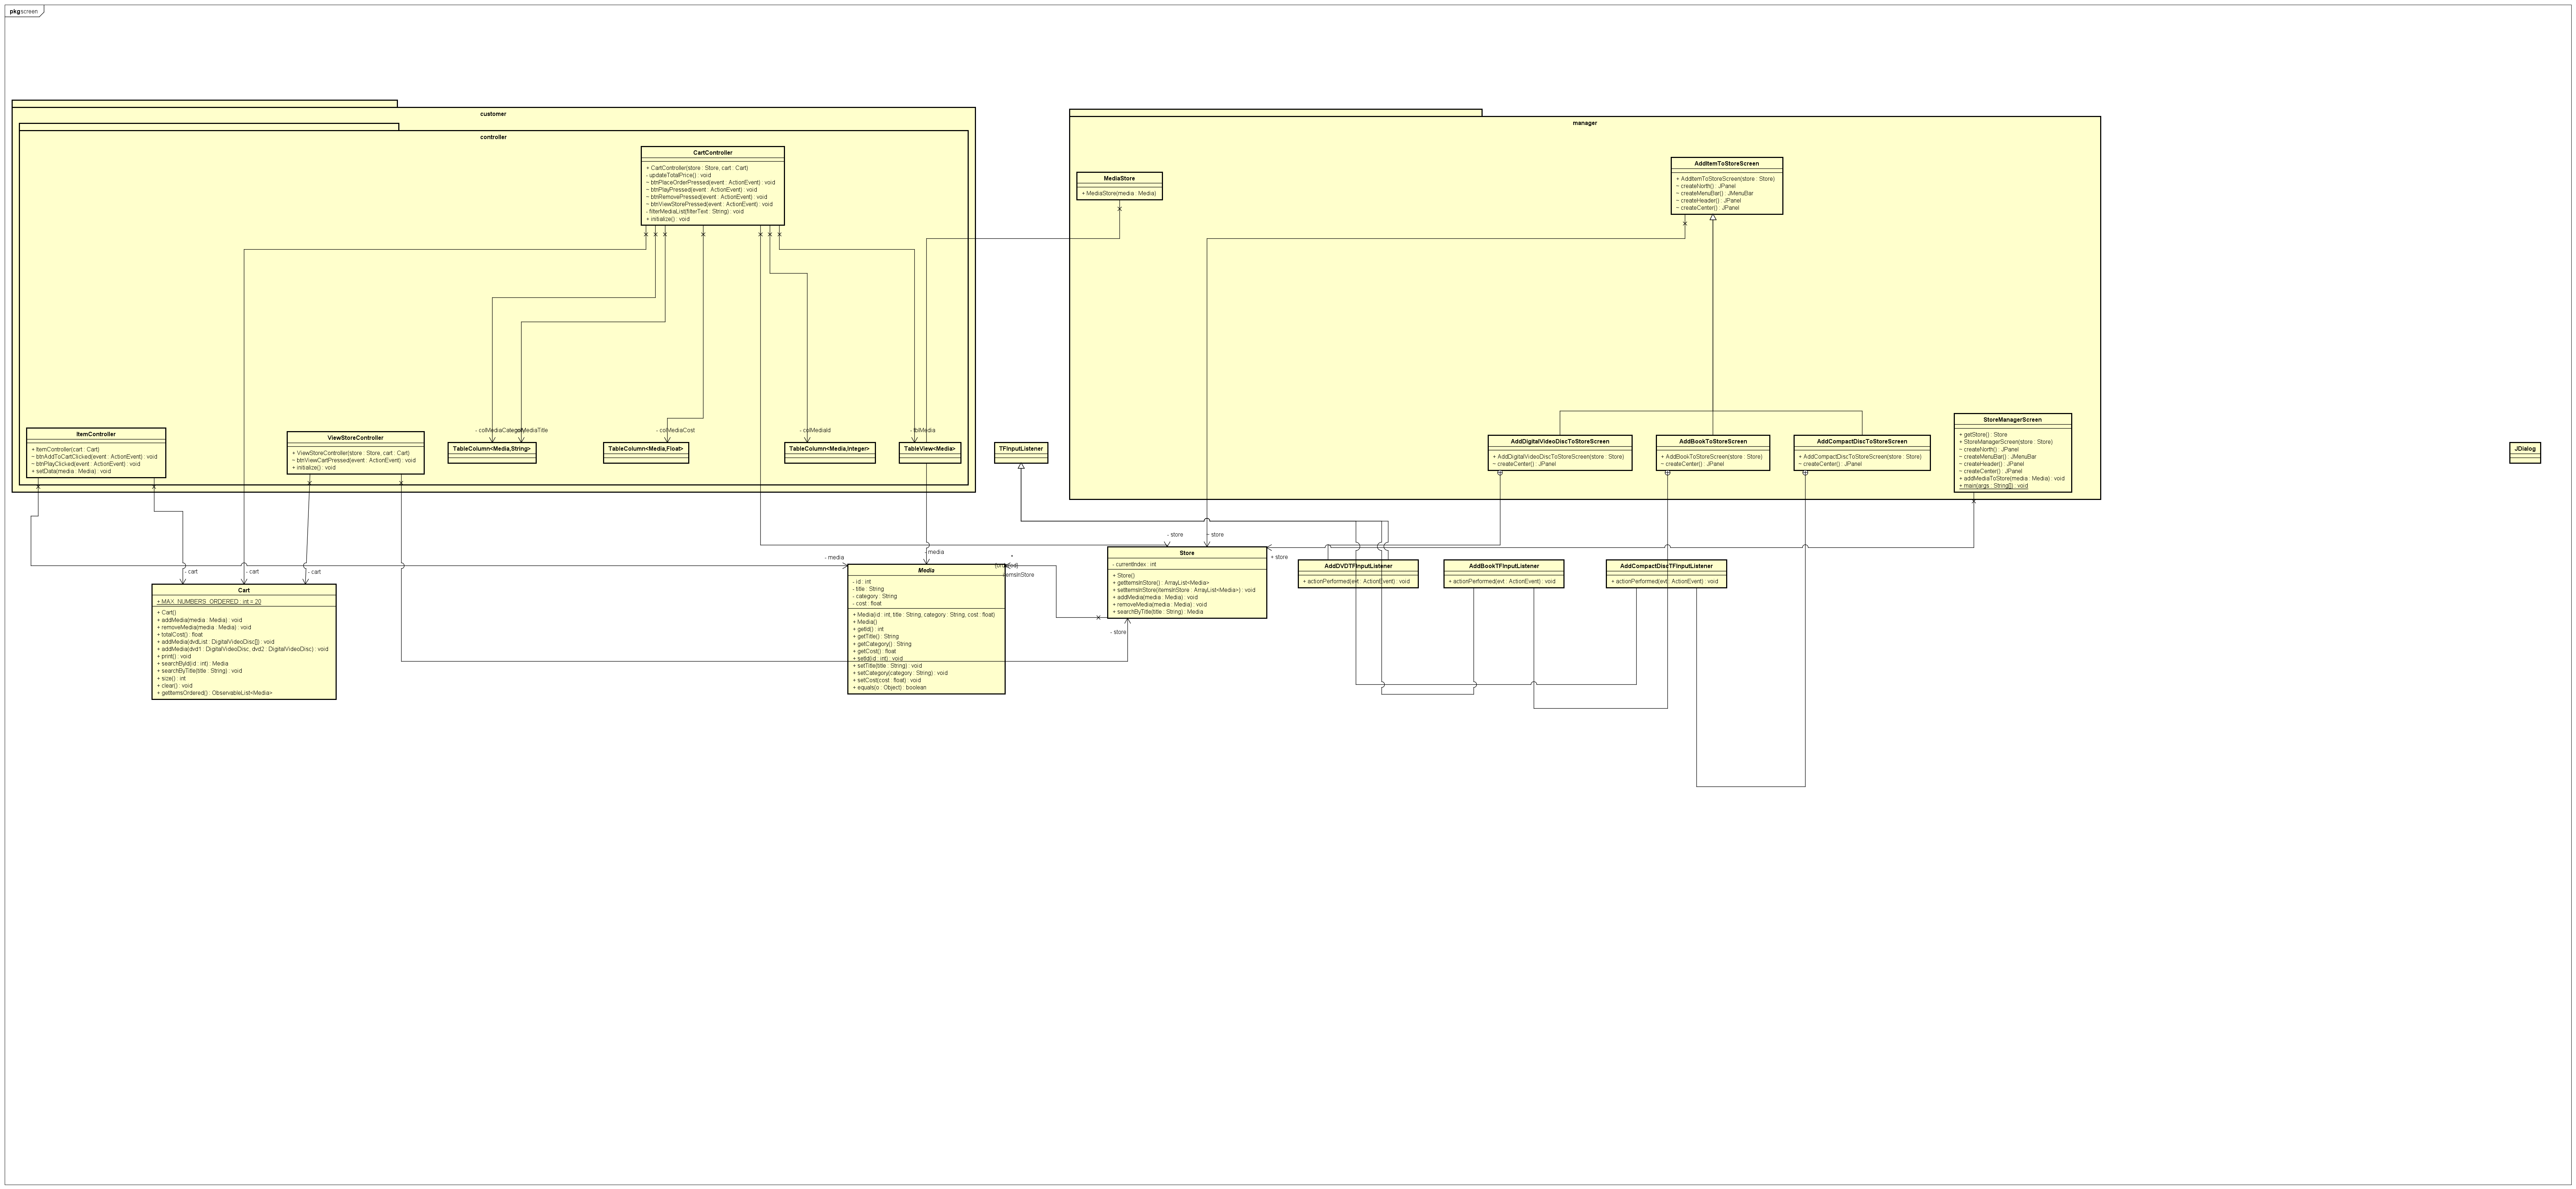 pkg screen
customer
controller
CartController
+ CartController(store : Store, cart : Cart)
- updateTotalPrice() : void
~ btnPlaceOrderPressed(event : ActionEvent) : void
~ btnPlayPressed(event : ActionEvent) : void
~ btnRemovePressed(event : ActionEvent) : void
~ btnViewStorePressed(event : ActionEvent) : void
- filterMediaList(filterText : String) : void
+ initialize() : void
manager
MediaStore
+ MediaStore(media : Media)
AddItemToStoreScreen
+ AddItemToStoreScreen(store : Store)
~ createNorth() : JPanel
~ createMenuBar() : JMenuBar
~ createHeader() : JPanel
~ createCenter() : JPanel
ItemController
+ ItemController(cart : Cart)
~ btnAddToCartClicked(event : ActionEvent) : void
~ btnPlayClicked(event : ActionEvent) : void
+ setData(media : Media) : void
ViewStoreController
+ ViewStoreController(store : Store, cart : Cart)
~ btnViewCartPressed(event : ActionEvent) : void
+ initialize() : void
- colMediaCategory
colMediaTitle
TableColumn<Media,String>
- colMediaCost
TableColumn<Media,Float>
- colMediaId
TableColumn<Media,Integer>
- tblMedia
TableView<Media>
TFInputListener
AddDigitalVideoDiscToStoreScreen
+ AddDigitalVideoDiscToStoreScreen(store : Store)
~ createCenter() : JPanel
AddBookToStoreScreen
+ AddBookToStoreScreen(store : Store)
~ createCenter() : JPanel
AddCompactDiscToStoreScreen
+ AddCompactDiscToStoreScreen(store : Store)
~ createCenter() : JPanel
StoreManagerScreen
+ getStore() : Store
+ StoreManagerScreen(store : Store)
~ createNorth() : JPanel
~ createMenuBar() : JMenuBar
~ createHeader() : JPanel
~ createCenter() : JPanel
+ addMediaToStore(media : Media) : void
+ main(args : String[]) : void
JDialog
- cart
- cart
- cart
- media
- media
*
itemsInStore
- store
~ store
+ store
- store
Cart
+ MAX_NUMBERS_ORDERED : int = 20
+ Cart()
+ addMedia(media : Media) : void
+ removeMedia(media : Media) : void
+ totalCost() : float
+ addMedia(dvdList : DigitalVideoDisc[]) : void
+ addMedia(dvd1 : DigitalVideoDisc, dvd2 : DigitalVideoDisc) : void
+ print() : void
+ searchById(id : int) : Media
+ searchByTitle(title : String) : void
+ size() : int
+ clear() : void
+ getItemsOrdered() : ObservableList<Media>
Media
- id : int
- title : String
- category : String
- cost : float
+ Media(id : int, title : String, category : String, cost : float)
+ Media()
+ getId() : int
+ getTitle() : String
+ getCategory() : String
+ getCost() : float
+ setId(id : int) : void
+ setTitle(title : String) : void
+ setCategory(category : String) : void
+ setCost(cost : float) : void
+ equals(o : Object) : boolean
Store
- currentIndex : int
+ Store()
+ getItemsInStore() : ArrayList<Media>
+ setItemsInStore(itemsInStore : ArrayList<Media>) : void
+ addMedia(media : Media) : void
+ removeMedia(media : Media) : void
+ searchByTitle(title : String) : Media
AddDVDTFInputListener
+ actionPerformed(evt : ActionEvent) : void
AddBookTFInputListener
+ actionPerformed(evt : ActionEvent) : void
AddCompactDiscTFInputListener
+ actionPerformed(evt : ActionEvent) : void